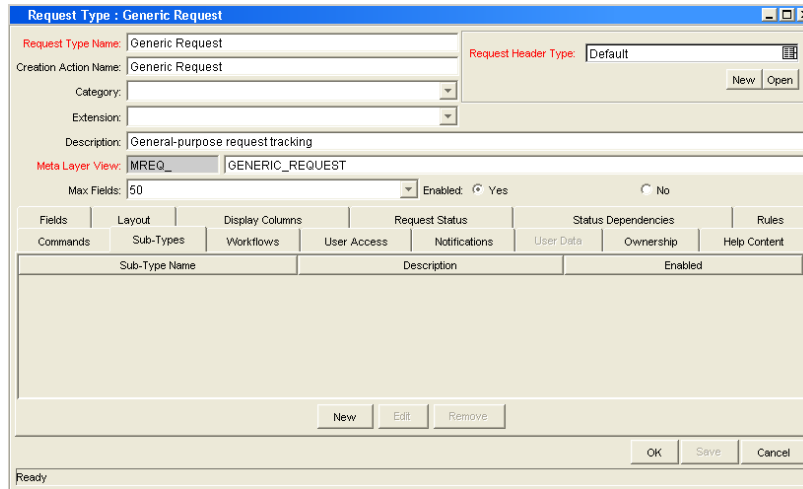 Request Type : Generic Request
Request Type Name: Generic Request
Request Header Type: Default
Creation Action Name: Generic Request
New Open
Category:
Extension:
Description: General-purpose request tracking
Meta Layer View: MREQ_ GENERIC_REQUEST
Max Fields: 50 Enabled: Yes No
Fields Layout Display Columns Request Status Status Dependencies Rules
Commands Sub-Types Workflows User Access Notifications User Data Ownership Help Content
Sub-Type Name Description Enabled
New Edit Remove
OK Save Cancel
Ready